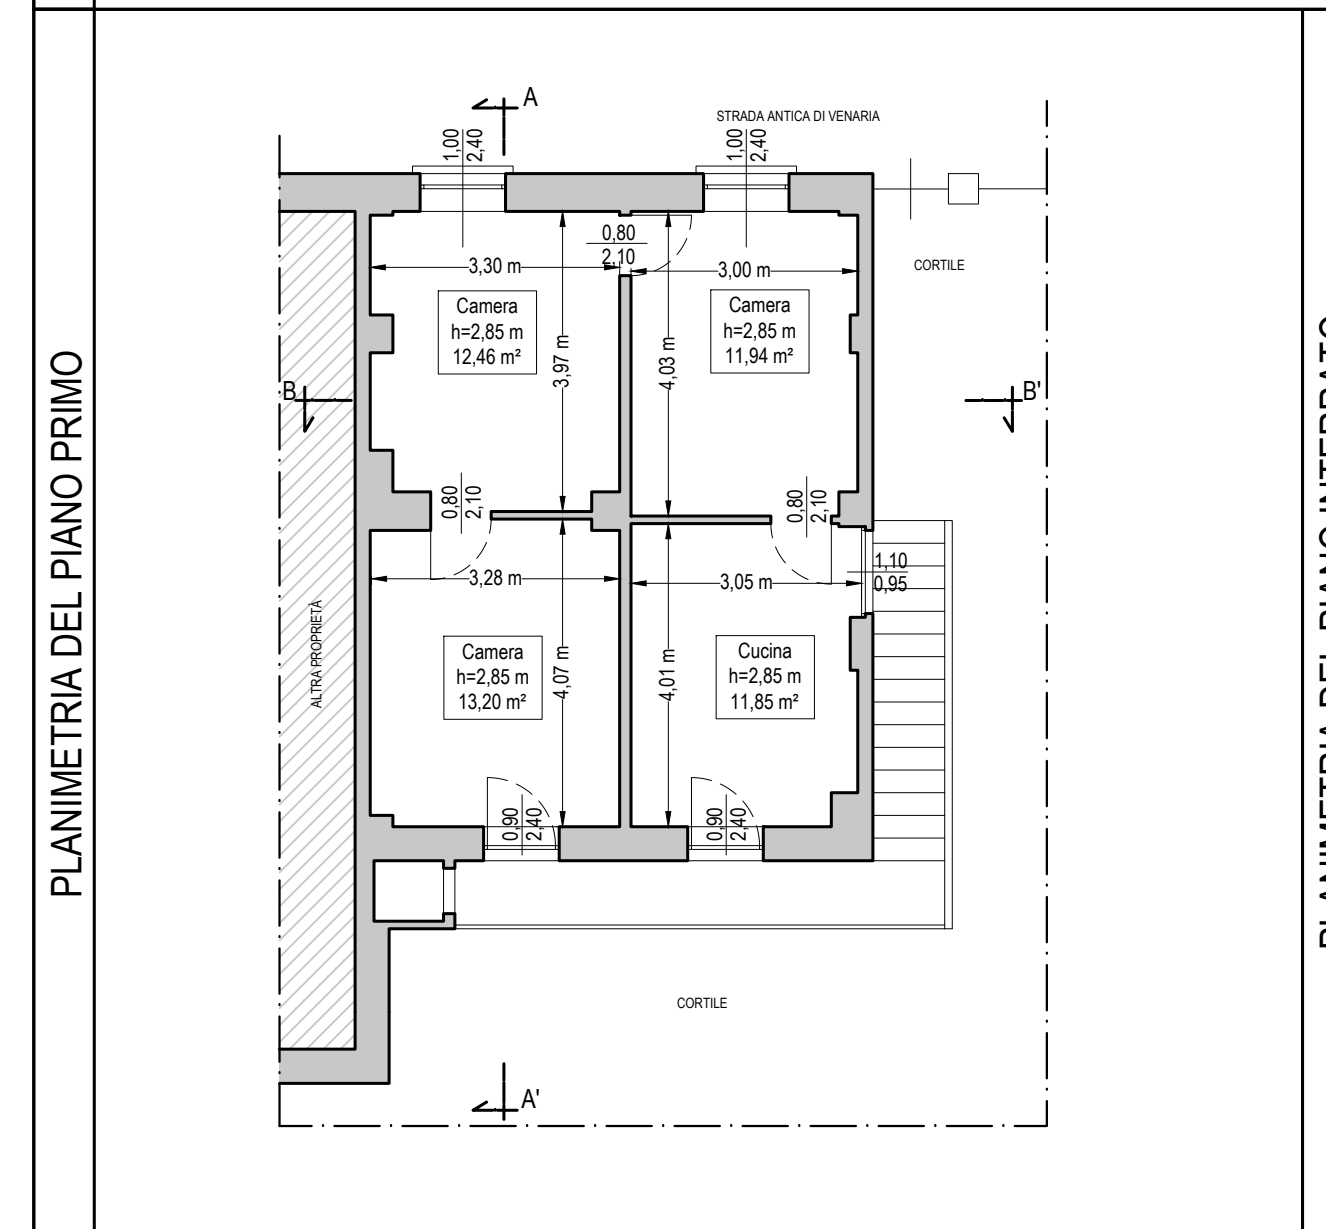 PLANIMETRIA DEL PIANO PRIMO
A
STRADA ANTICA DI VENARIA
1,00
2,40
1,00
2,40
0,80
2,10
3,30 m
3,00 m
CORTILE
Camera
h=2,85 m
12,46 m²
3,97 m
4,03 m
Camera
h=2,85 m
11,94 m²
B
B'
0,80
2,10
0,80
2,10
1,10
0,95
3,28 m
3,05 m
ALTRA PROPRIETÀ
Camera
h=2,85 m
13,20 m²
4,07 m
4,01 m
Cucina
h=2,85 m
11,85 m²
0,90
2,40
0,90
2,40
CORTILE
A'
PLANIMETRIA DEL PIANO INTERRATO